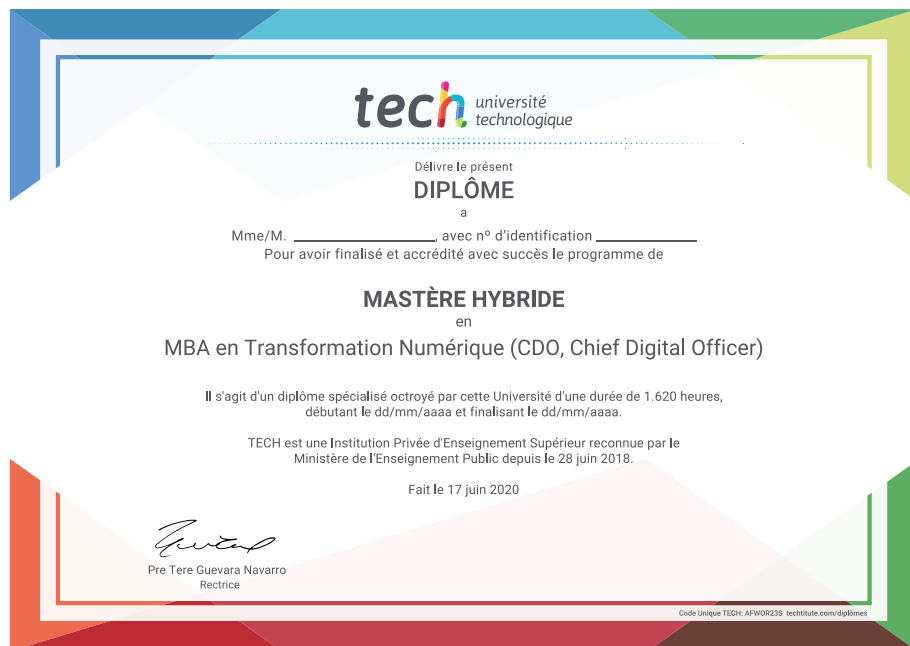 tech université
technologique
Délivre le présent
DIPLÔME
a
Mme/M. ____________, avec nº d'identification ____________
Pour avoir finalisé et accrédité avec succès le programme de
MASTÈRE HYBRIDE
en
MBA en Transformation Numérique (CDO, Chief Digital Officer)
Il s'agit d'un diplôme spécialisé octroyé par cette Université d'une durée de 1.620 heures,
débutant le dd/mm/aaaa et finalisant le dd/mm/aaaa.
TECH est une Institution Privée d'Enseignement Supérieur reconnue par le
Ministère de l'Enseignement Public depuis le 28 juin 2018.
Fait le 17 juin 2020
Pre Tere Guevara Navarro
Rectrice
Code Unique TECH: AFWOR23S techtitute.com/diplômes